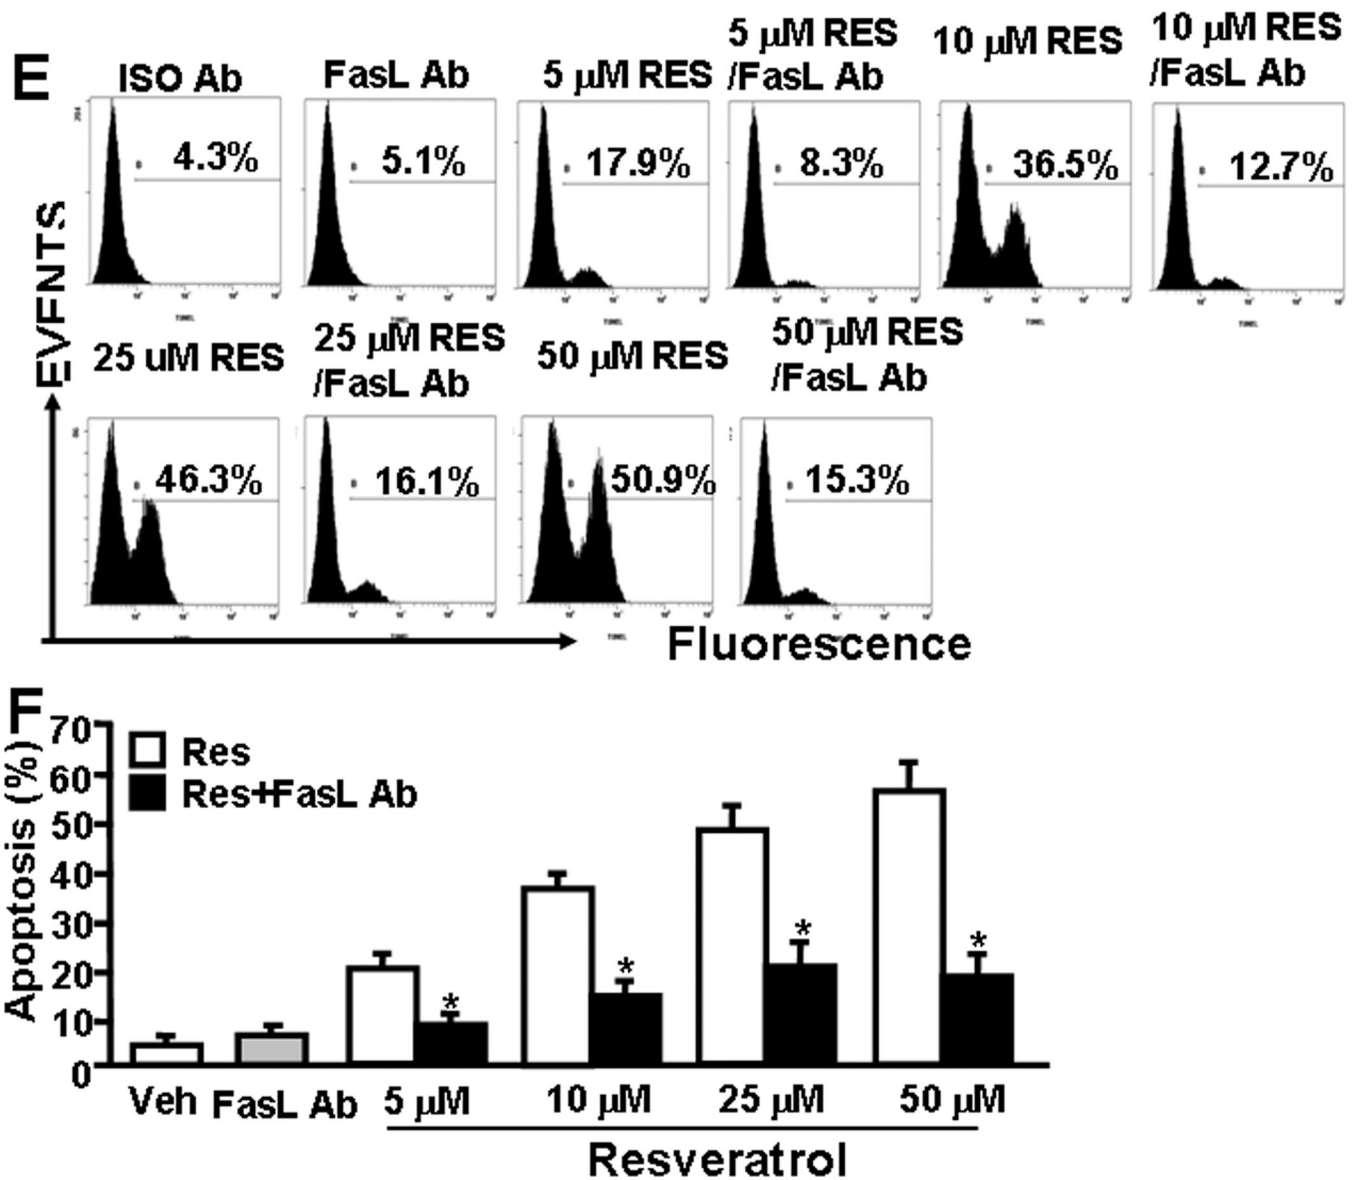 E
ISO Ab
FasL Ab
5 μM RES
5 μM RES
/FasL Ab
10 μM RES
10 μM RES
/FasL Ab
4.3%
5.1%
17.9%
8.3%
36.5%
12.7%
EVFNTS
25 uM RES
25 μM RES
/FasL Ab
50 μM RES
50 μM RES
/FasL Ab
46.3%
16.1%
50.9%
15.3%
Fluorescence
F
Apoptosis (%)
70
60
50
40
30
20
10
0
Res
Res+FasL Ab
*
*
*
*
Veh
FasL Ab
5 μM
10 μM
25 μM
50 μM
Resveratrol